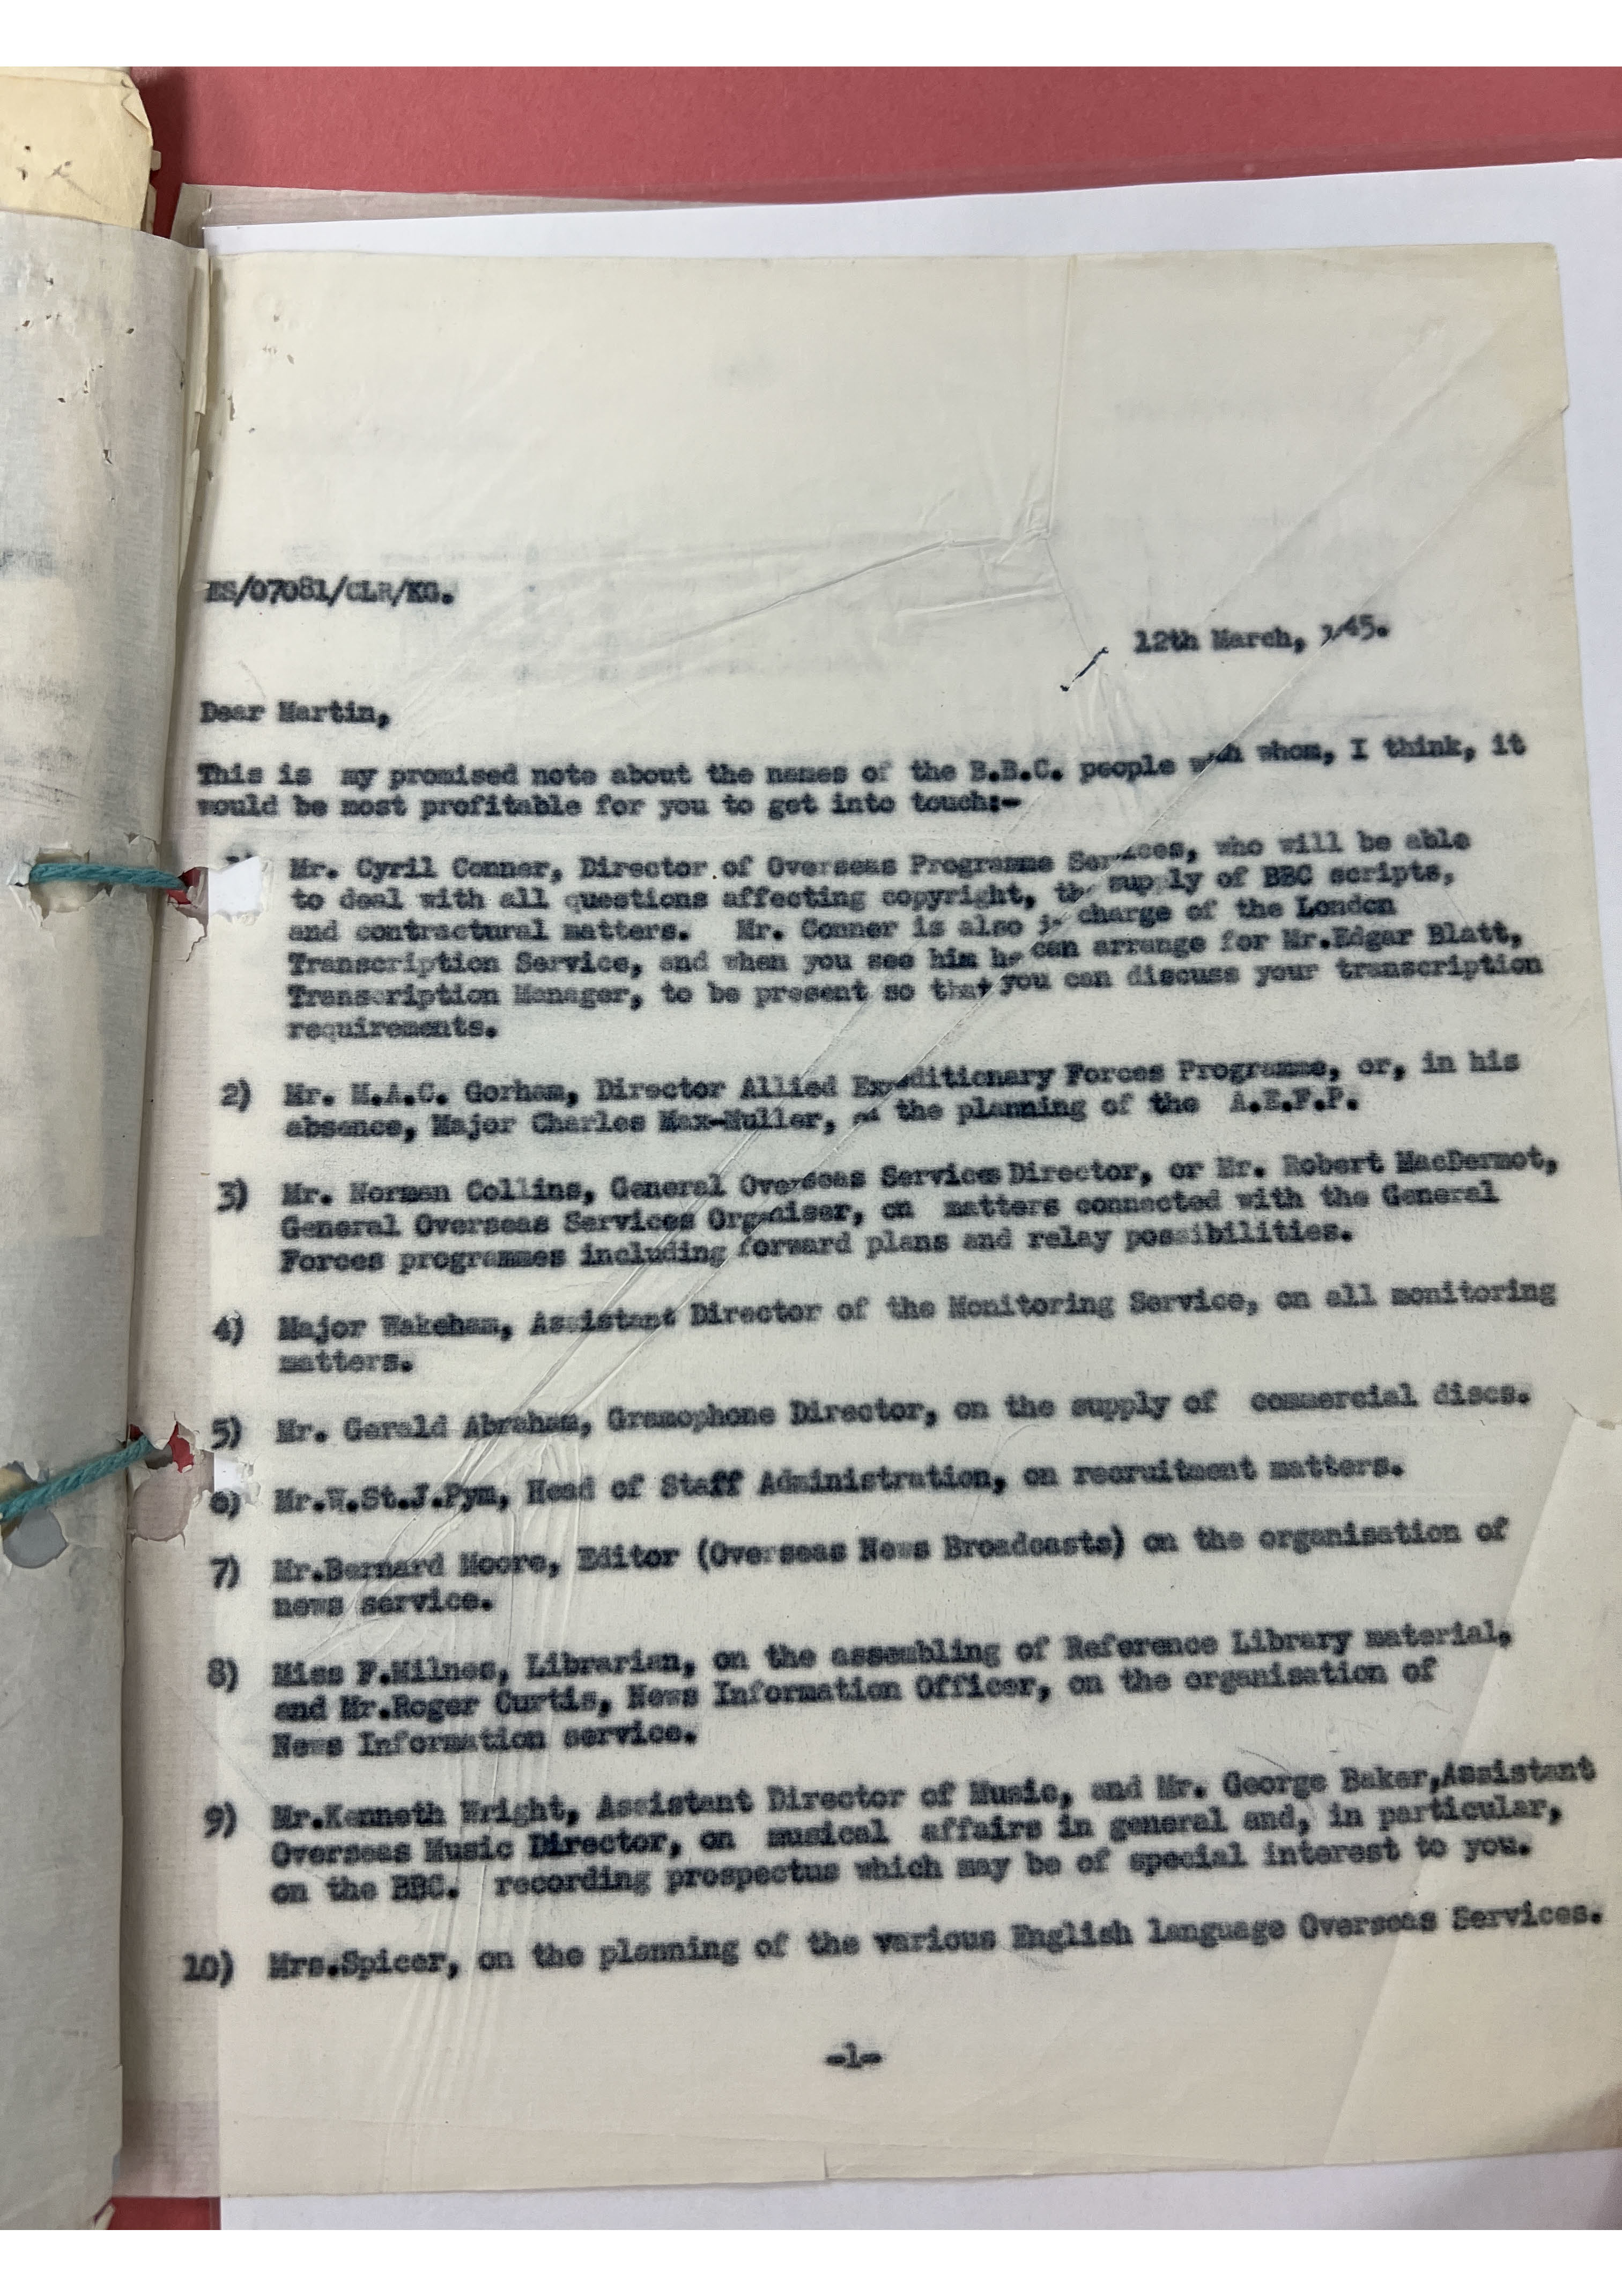 ES/07081/CLR/KG.
12th March, 1945.
Dear Martin,
This is my promised note about the names of the B.B.C. people with whom, I think, it
would be most profitable for you to get into touch:-
Mr. Cyril Conner, Director of Overseas Programme Services, who will be able
to deal with all questions affecting copyright, the supply of BBC scripts,
and contractural matters. Mr. Conner is also in charge of the London
Transcription Service, and when you see him he can arrange for Mr.Edgar Blatt,
Transcription Manager, to be present so that you can discuss your transcription
requirements.
2) Mr. M.A.C. Gorham, Director Allied Expeditionary Forces Programme, or, in his
absence, Major Charles Max-Muller, on the planning of the A.E.F.P.
3) Mr. Norman Collins, General Overseas Services Director, or Mr. Robert MacDermot,
General Overseas Services Organiser, on matters connected with the General
Forces programmes including forward plans and relay possibilities.
4) Major Wakeham, Assistant Director of the Monitoring Service, on all monitoring
matters.
5) Mr. Gerald Abraham, Gramophone Director, on the supply of commercial discs.
6) Mr.W.St.J.Pym, Head of Staff Administration, on recruitment matters.
7) Mr.Bernard Moore, Editor (Overseas News Broadcasts) on the organisation of
news service.
8) Miss F.Milnes, Librarian, on the assembling of Reference Library material,
and Mr.Roger Curtis, News Information Officer, on the organisation of
News Information service.
9) Mr.Kenneth Wright, Assistant Director of Music, and Mr. George Baker,Assistant
Overseas Music Director, on musical affairs in general and, in particular,
on the BBC. recording prospectus which may be of special interest to you.
10) Mrs.Spicer, on the planning of the various English language Overseas Services.
-1-